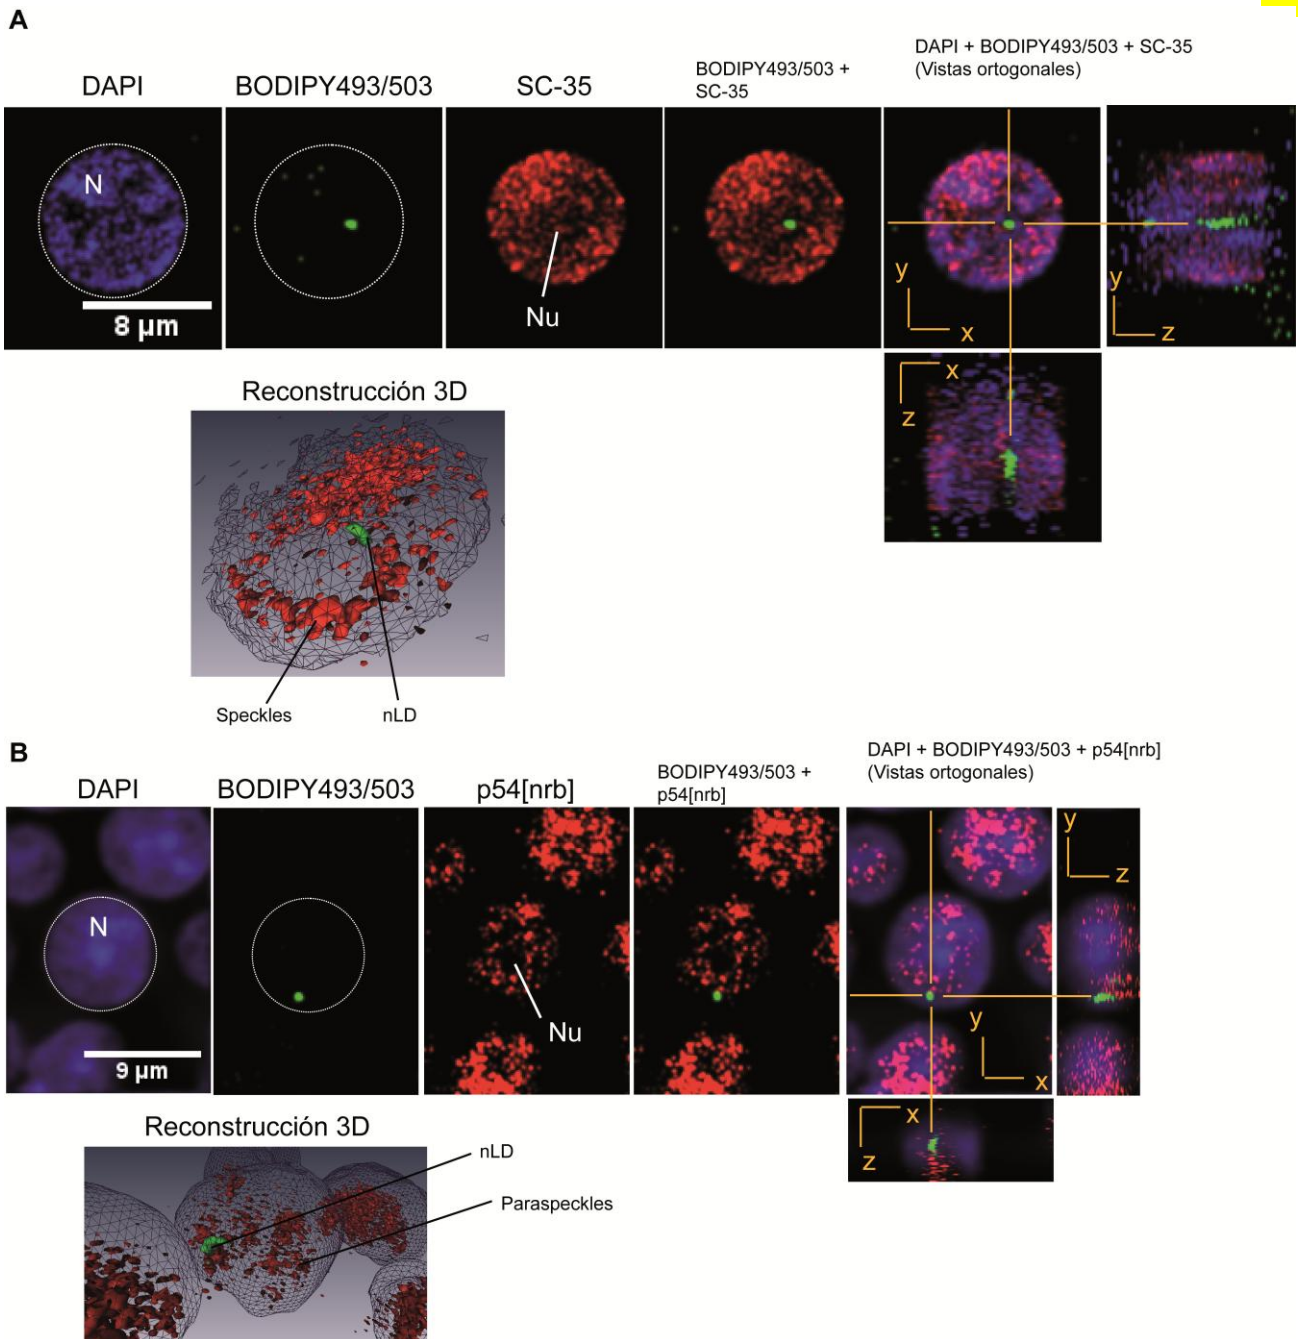 A
DAPI
BODIPY493/503
SC-35
BODIPY493/503 +
SC-35
DAPI + BODIPY493/503 + SC-35
(Vistas ortogonales)
N
8 µm
Nu
y
x
y
z
x
z
Reconstrucción 3D
Speckles
nLD
B
DAPI
BODIPY493/503
p54[nrb]
BODIPY493/503 +
p54[nrb]
DAPI + BODIPY493/503 + p54[nrb]
(Vistas ortogonales)
N
9 µm
Nu
y
x
y
z
x
z
Reconstrucción 3D
nLD
Paraspeckles